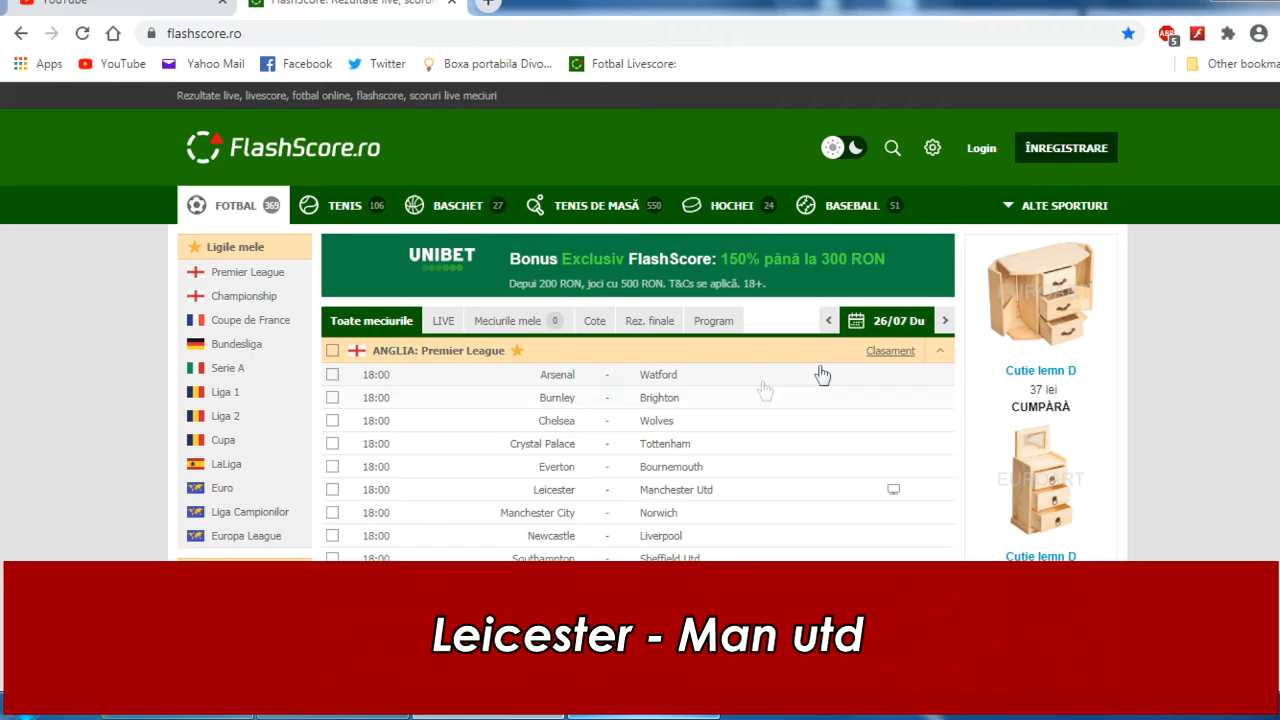 YouTube
FlashScore: Rezultate live, scoruri
flashscore.ro
ABP 5
Apps YouTube Yahoo Mail Facebook Twitter Boxa portabila Divo... Fotbal Livescore: Other bookma
Rezultate live, livescore, fotbal online, flashscore, scoruri live meciuri
FlashScore.ro
Login ÎNREGISTRARE
FOTBAL 369 TENIS 106 BASCHET 27 TENIS DE MASĂ 550 HOCHEI 24 BASEBALL 51 ALTE SPORTURI
Ligile mele
Premier League
Championship
Coupe de France
Bundesliga
Serie A
Liga 1
Liga 2
Cupa
LaLiga
Euro
Liga Campionilor
Europa League
UNIBET Bonus Exclusiv FlashScore: 150% până la 300 RON
Depui 200 RON, joci cu 500 RON. T&Cs se aplică. 18+.
Toate meciurile LIVE Meciurile mele 0 Cote Rez. finale Program 26/07 Du
ANGLIA: Premier League Clasament
18:00 Arsenal - Watford
18:00 Burnley - Brighton
18:00 Chelsea - Wolves
18:00 Crystal Palace - Tottenham
18:00 Everton - Bournemouth
18:00 Leicester - Manchester Utd
18:00 Manchester City - Norwich
18:00 Newcastle - Liverpool
18:00 Southampton - Sheffield Utd
Cutie lemn D
37 lei
CUMPĂRĂ
EUROART
Cutie lemn D
Leicester - Man utd